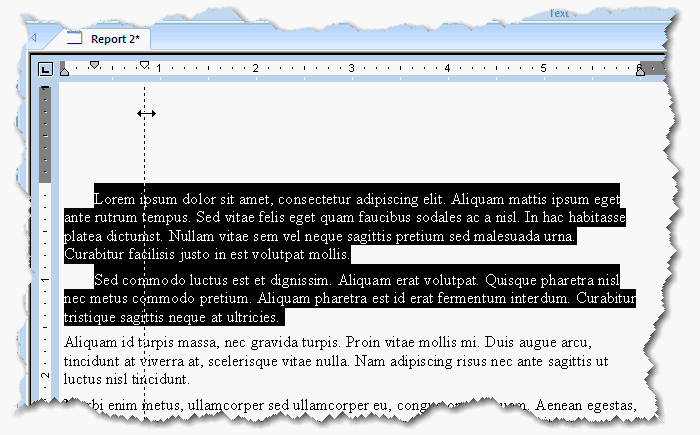 Text
Report 2*
1 2 3 4 5 6
Lorem ipsum dolor sit amet, consectetur adipiscing elit. Aliquam mattis ipsum eget
ante rutrum tempus. Sed vitae felis eget quam faucibus sodales ac a nisl. In hac habitasse
platea dictumst. Nullam vitae sem vel neque sagittis pretium sed malesuada urna.
Curabitur facilisis justo in est volutpat mollis.
1
Sed commodo luctus est et dignissim. Aliquam erat volutpat. Quisque pharetra nisl
nec metus commodo pretium. Aliquam pharetra est id erat fermentum interdum. Curabitur
tristique sagittis neque at ultricies.
Aliquam id turpis massa, nec gravida turpis. Proin vitae mollis mi. Duis augue arcu,
tincidunt at viverra at, scelerisque vitae nulla. Nam adipiscing risus nec ante sagittis ut
2
luctus nisl tincidunt.
enim metus, ullamcorper sed ullamcorper eu, Aenean egestas,